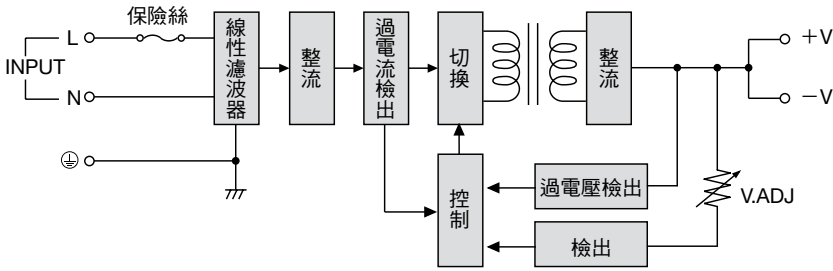 保險絲
L
INPUT
N
線性濾波器
整流
過電流檢出
切換
整流
+V
−V
控制
過電壓檢出
檢出
V.ADJ